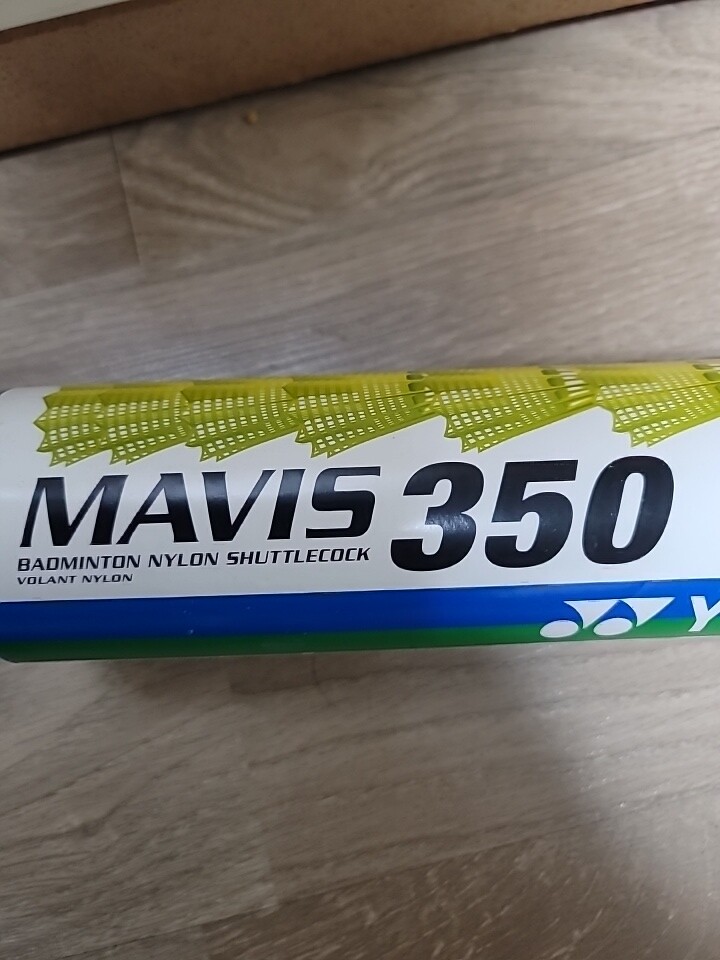 MAVIS 350
BADMINTON NYLON SHUTTLECOCK
VOLANT NYLON
Y